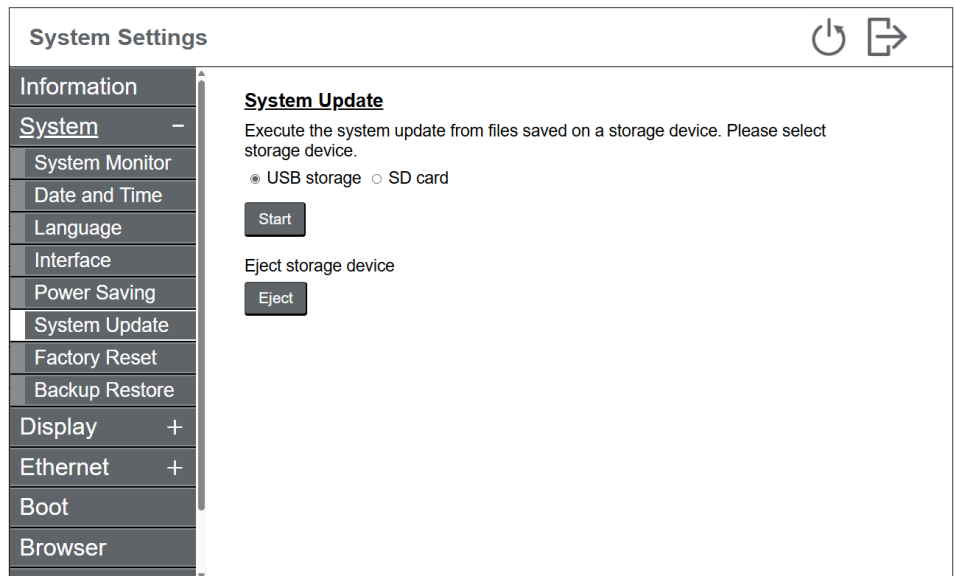 System Settings
Information
System −
System Monitor
Date and Time
Language
Interface
Power Saving
System Update
Factory Reset
Backup Restore
Display +
Ethernet +
Boot
Browser
System Update
Execute the system update from files saved on a storage device. Please select
storage device.
USB storage SD card
Start
Eject storage device
Eject